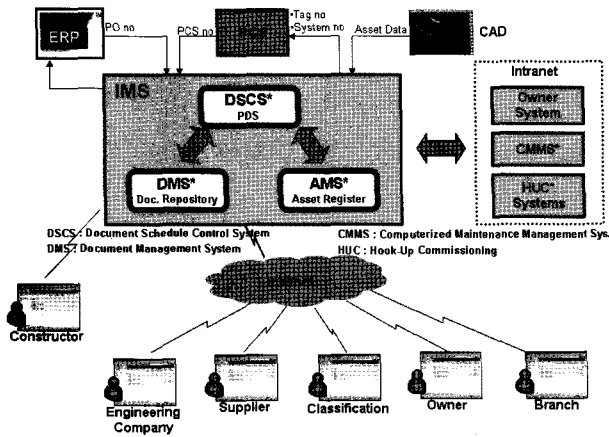 ERP
PO no
PCS no
•Tag no
•System no
Asset Data
CAD
IMS
DSCS*
PDS
DMS*
Doc. Repository
AMS*
Asset Register
Intranet
Owner
System
CMMS*
HUC*
Systems
DSCS : Document Schedule Control System
DMS : Document Management System
CMMS : Computerized Maintenance Management Sys.
HUC : Hook-Up Commissioning
Constructor
Engineering
Company
Supplier
Classification
Owner
Branch